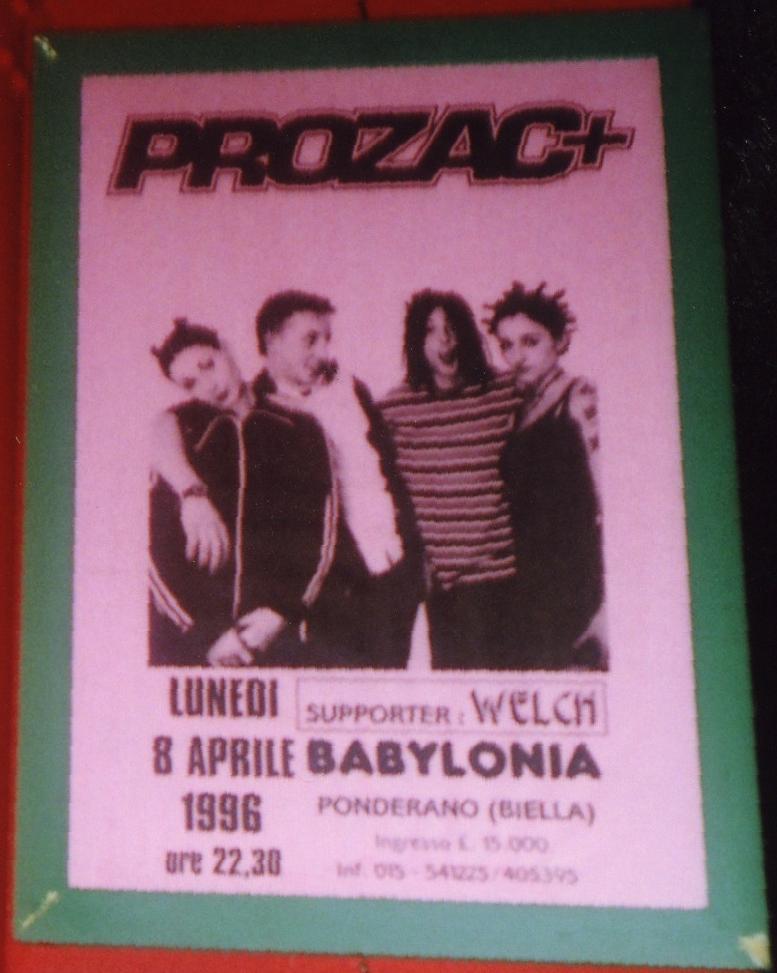 PROZAC+
LUNEDI
8 APRILE
1996
ore 22,30
SUPPORTER : WELCH
BABYLONIA
PONDERANO (BIELLA)
Ingresso £. 15.000
Inf. 015 - 541225/405395